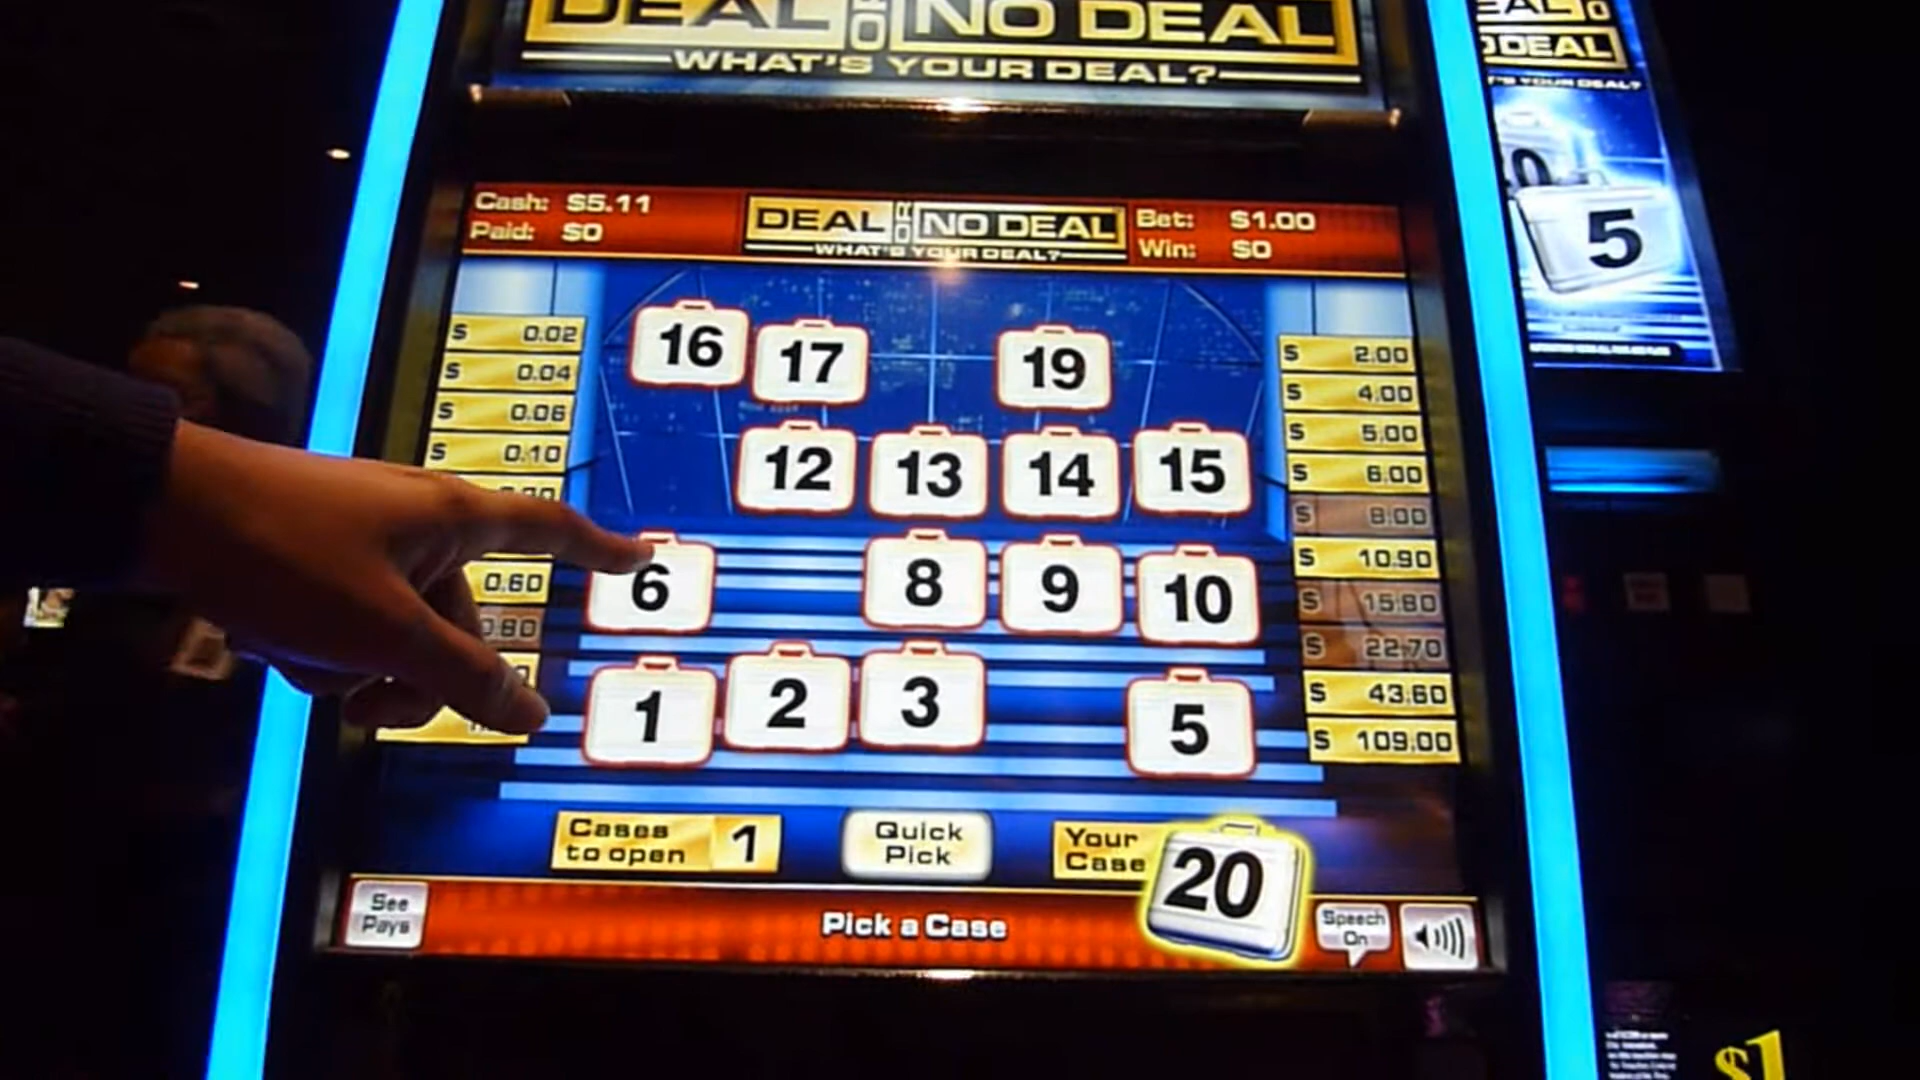 DEAL OR NO DEAL
WHAT'S YOUR DEAL?
DEAL
DEAL
5
Cash: $5.11
Paid: $0
DEAL OR NO DEAL
WHAT'S YOUR DEAL?
Bet: $1.00
Win: $0
16 17 19
12 13 14 15
6 8 9 10
1 2 3 5
$ 0.02
$ 0.04
$ 0.06
$ 0.10
0.60
$ 2.00
$ 4.00
$ 5.00
$ 6.00
$ 8.00
$ 10.90
$ 15.80
$ 22.70
$ 43.60
$ 109.00
Cases to open 1
Quick Pick
Your Case 20
See Pays
Pick a Case
Speech On
$1